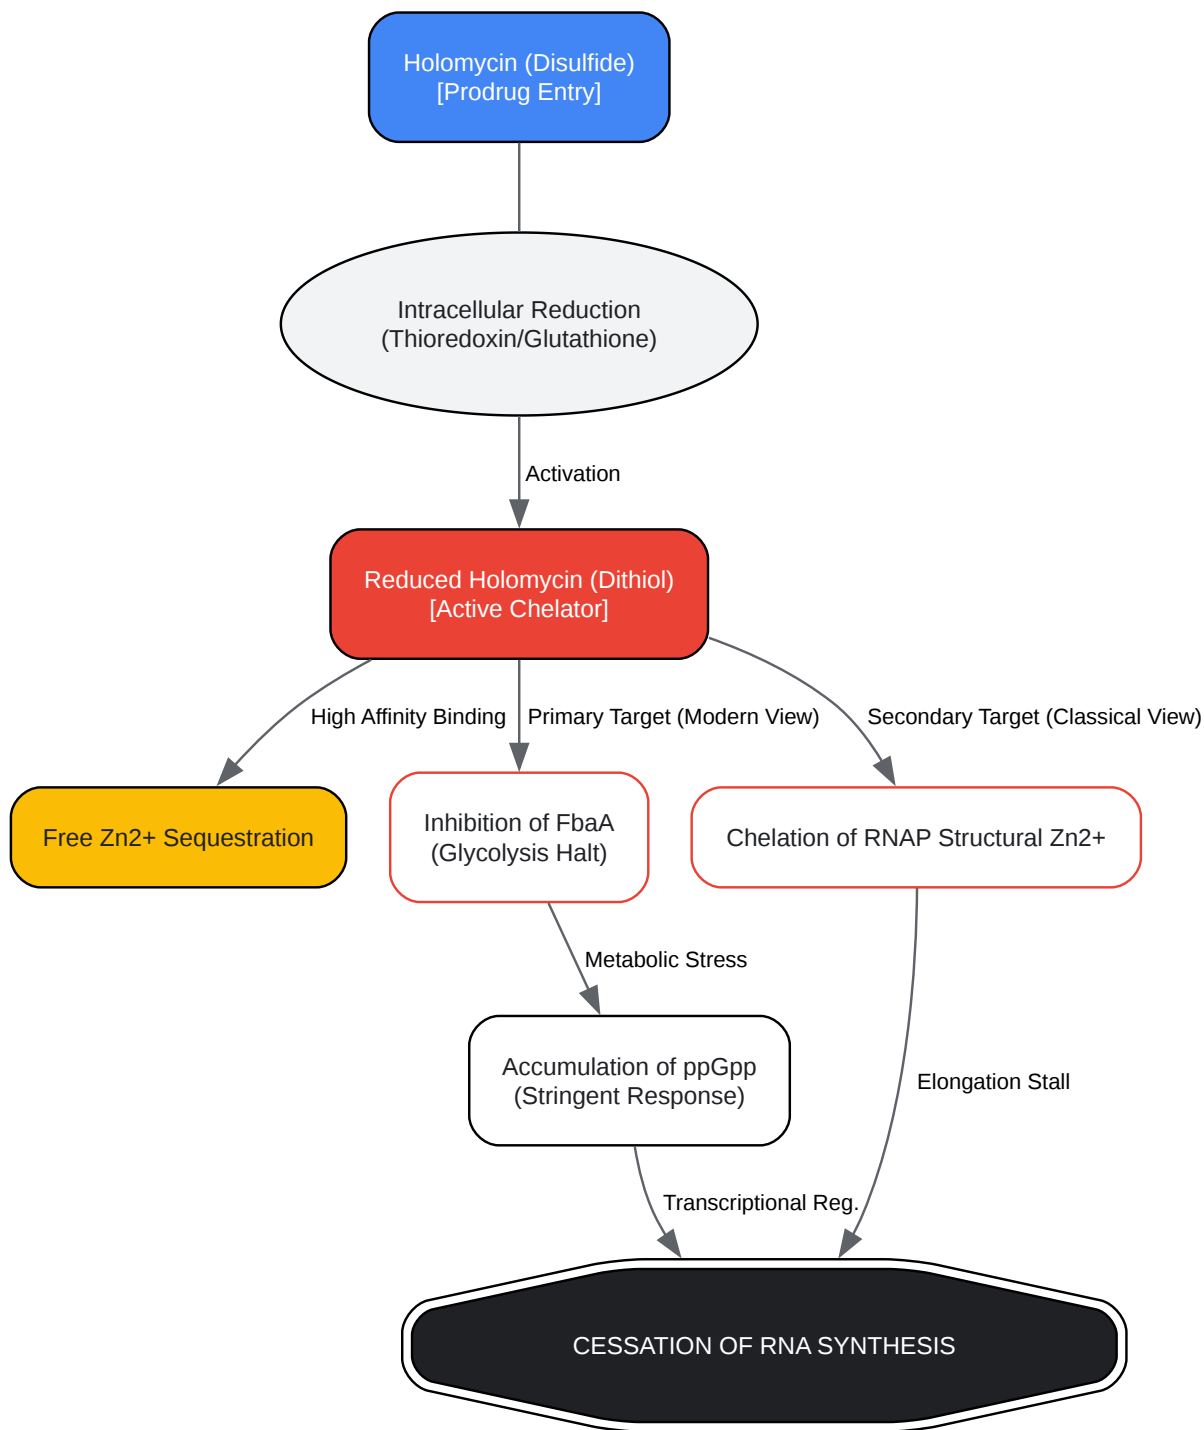 Holomycin (Disulfide)
[Prodrug Entry]
Intracellular Reduction
(Thioredoxin/Glutathione)
Activation
Reduced Holomycin (Dithiol)
[Active Chelator]
High Affinity Binding
Primary Target (Modern View)
Secondary Target (Classical View)
Free Zn2+ Sequestration
Inhibition of FbaA
(Glycolysis Halt)
Chelation of RNAP Structural Zn2+
Metabolic Stress
Accumulation of ppGpp
(Stringent Response)
Elongation Stall
Transcriptional Reg.
CESSATION OF RNA SYNTHESIS